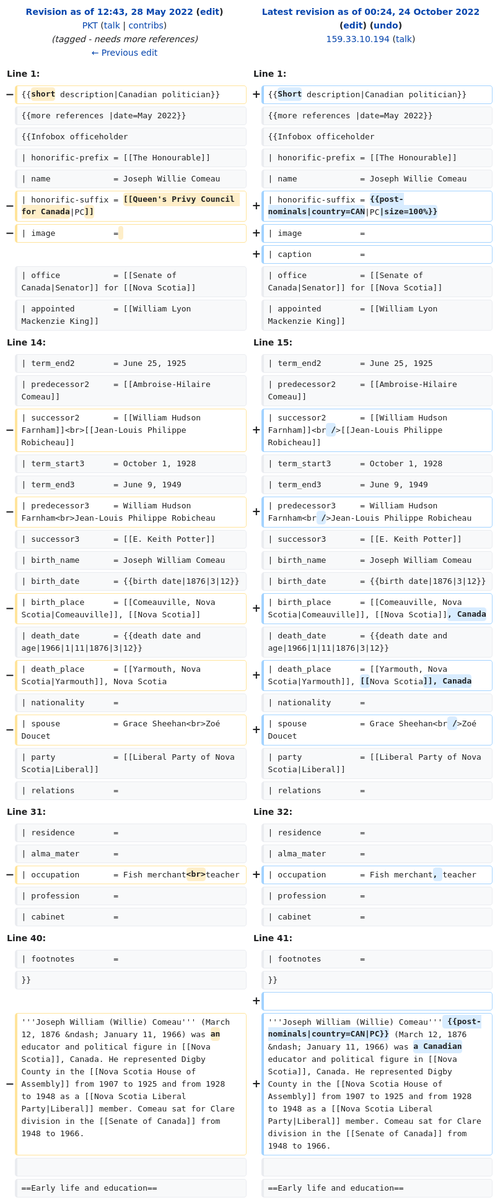 Revision as of 12:43, 28 May 2022 (edit)
PKT (talk | contribs)
(tagged - needs more references)
← Previous edit
Latest revision as of 00:24, 24 October 2022
(edit) (undo)
159.33.10.194 (talk)
Line 1:
Line 1:
− {{short description|Canadian politician}}
+ {{Short description|Canadian politician}}
{{more references |date=May 2022}}
{{more references |date=May 2022}}
{{Infobox officeholder
{{Infobox officeholder
| honorific-prefix = [[The Honourable]]
| honorific-prefix = [[The Honourable]]
| name = Joseph Willie Comeau
| name = Joseph Willie Comeau
− | honorific-suffix = [[Queen's Privy Council
for Canada|PC]]
+ | honorific-suffix = {{post-
nominals|country=CAN|PC|size=100%}}
− | image =
+ | image =
+ | caption =
| office = [[Senate of
Canada|Senator]] for [[Nova Scotia]]
| office = [[Senate of
Canada|Senator]] for [[Nova Scotia]]
| appointed = [[William Lyon
Mackenzie King]]
| appointed = [[William Lyon
Mackenzie King]]
Line 14:
Line 15:
| term_end2 = June 25, 1925
| term_end2 = June 25, 1925
| predecessor2 = [[Ambroise-Hilaire
Comeau]]
| predecessor2 = [[Ambroise-Hilaire
Comeau]]
− | successor2 = [[William Hudson
Farnham]]<br>[[Jean-Louis Philippe
Robicheau]]
+ | successor2 = [[William Hudson
Farnham]]<br />[[Jean-Louis Philippe
Robicheau]]
| term_start3 = October 1, 1928
| term_start3 = October 1, 1928
| term_end3 = June 9, 1949
| term_end3 = June 9, 1949
− | predecessor3 = William Hudson
Farnham<br>Jean-Louis Philippe Robicheau
+ | predecessor3 = William Hudson
Farnham<br />Jean-Louis Philippe Robicheau
| successor3 = [[E. Keith Potter]]
| successor3 = [[E. Keith Potter]]
| birth_name = Joseph William Comeau
| birth_name = Joseph William Comeau
| birth_date = {{birth date|1876|3|12}}
| birth_date = {{birth date|1876|3|12}}
− | birth_place = [[Comeauville, Nova
Scotia|Comeauville]], [[Nova Scotia]]
+ | birth_place = [[Comeauville, Nova
Scotia|Comeauville]], [[Nova Scotia]], Canada
| death_date = {{death date and
age|1966|1|11|1876|3|12}}
| death_date = {{death date and
age|1966|1|11|1876|3|12}}
− | death_place = [[Yarmouth, Nova
Scotia|Yarmouth]], Nova Scotia
+ | death_place = [[Yarmouth, Nova
Scotia|Yarmouth]], [[Nova Scotia]], Canada
| nationality =
| nationality =
− | spouse = Grace Sheehan<br>Zoé
Doucet
+ | spouse = Grace Sheehan<br />Zoé
Doucet
| party = [[Liberal Party of Nova
Scotia|Liberal]]
| party = [[Liberal Party of Nova
Scotia|Liberal]]
| relations =
| relations =
Line 31:
Line 32:
| residence =
| residence =
| alma_mater =
| alma_mater =
− | occupation = Fish merchant<br>teacher
+ | occupation = Fish merchant, teacher
| profession =
| profession =
| cabinet =
| cabinet =
Line 40:
Line 41:
| footnotes =
| footnotes =
}}
}}
+
− '''Joseph William (Willie) Comeau''' (March
12, 1876 &ndash; January 11, 1966) was an
educator and political figure in [[Nova
Scotia]], Canada. He represented Digby
County in the [[Nova Scotia House of
Assembly]] from 1907 to 1925 and from 1928
to 1948 as a [[Nova Scotia Liberal
Party|Liberal]] member. Comeau sat for Clare
division in the [[Senate of Canada]] from
1948 to 1966.
+ '''Joseph William (Willie) Comeau''' {{post-
nominals|country=CAN|PC}} (March 12, 1876
&ndash; January 11, 1966) was a Canadian
educator and political figure in [[Nova
Scotia]], Canada. He represented Digby
County in the [[Nova Scotia House of
Assembly]] from 1907 to 1925 and from 1928
to 1948 as a [[Nova Scotia Liberal
Party|Liberal]] member. Comeau sat for Clare
division in the [[Senate of Canada]] from
1948 to 1966.
==Early life and education==
==Early life and education==